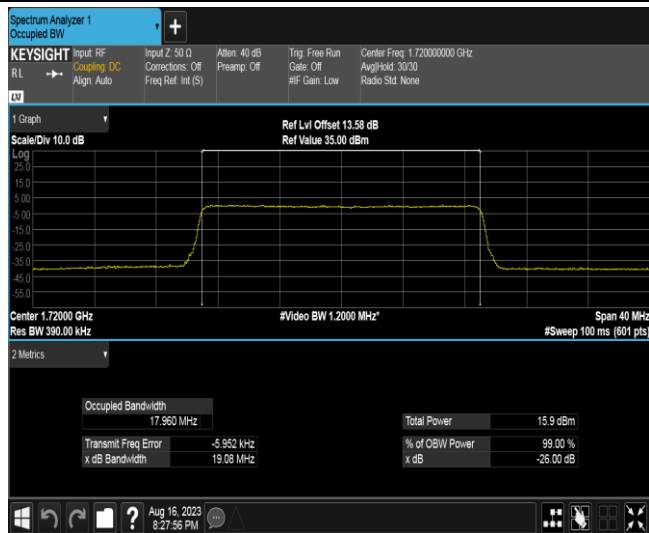 Spectrum Analyzer 1
Occupied BW
+
KEYSIGHT
RL
Input: RF
Coupling: DC
Align: Auto
Input Z: 50 Ω
Corrections: Off
Freq Ref: Int (S)
Atten: 40 dB
Preamp: Off
Trig: Free Run
Gate: Off
#IF Gain: Low
Center Freq: 1.720000000 GHz
Avg|Hold: 30/30
Radio Std: None
1 Graph
Scale/Div 10.0 dB
Ref Lvl Offset 13.58 dB
Ref Value 35.00 dBm
Log
25.0
15.0
5.00
-5.00
-15.0
-25.0
-35.0
-45.0
-55.0
Center 1.72000 GHz
Res BW 390.00 kHz
#Video BW 1.2000 MHz*
Span 40 MHz
#Sweep 100 ms (601 pts)
2 Metrics
Occupied Bandwidth
17.960 MHz
Transmit Freq Error -5.952 kHz
x dB Bandwidth 19.08 MHz
Total Power 15.9 dBm
% of OBW Power 99.00 %
x dB -26.00 dB
?
Aug 16, 2023
8:27:56 PM